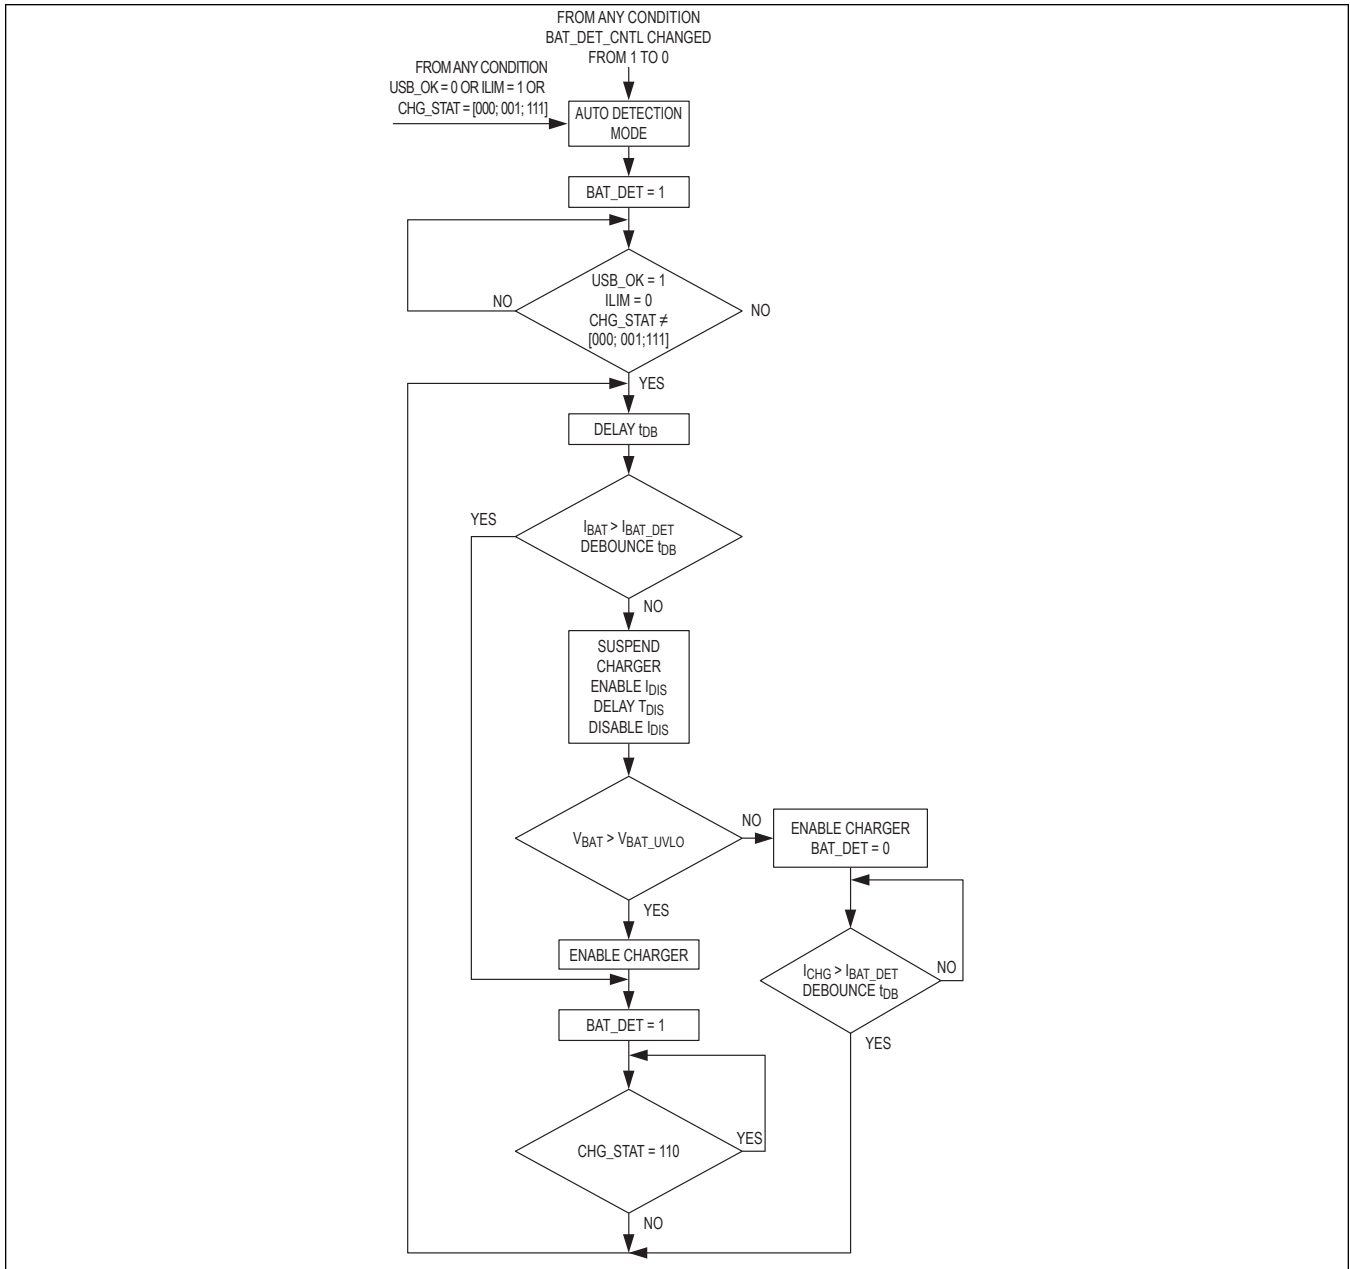 FROM ANY CONDITION
BAT_DET_CNTL CHANGED
FROM 1 TO 0
FROM ANY CONDITION
USB_OK = 0 OR ILIM = 1 OR
CHG_STAT = [000; 001; 111]
AUTO DETECTION
MODE
BAT_DET = 1
USB_OK = 1
ILIM = 0
CHG_STAT ≠
[000; 001;111]
NO
NO
YES
DELAY tDB
YES
IBAT > IBAT_DET
DEBOUNCE tDB
NO
SUSPEND
CHARGER
ENABLE IDIS
DELAY TDIS
DISABLE IDIS
VBAT > VBAT_UVLO
NO
ENABLE CHARGER
BAT_DET = 0
YES
ENABLE CHARGER
ICHG > IBAT_DET
DEBOUNCE tDB
NO
YES
BAT_DET = 1
CHG_STAT = 110
YES
NO